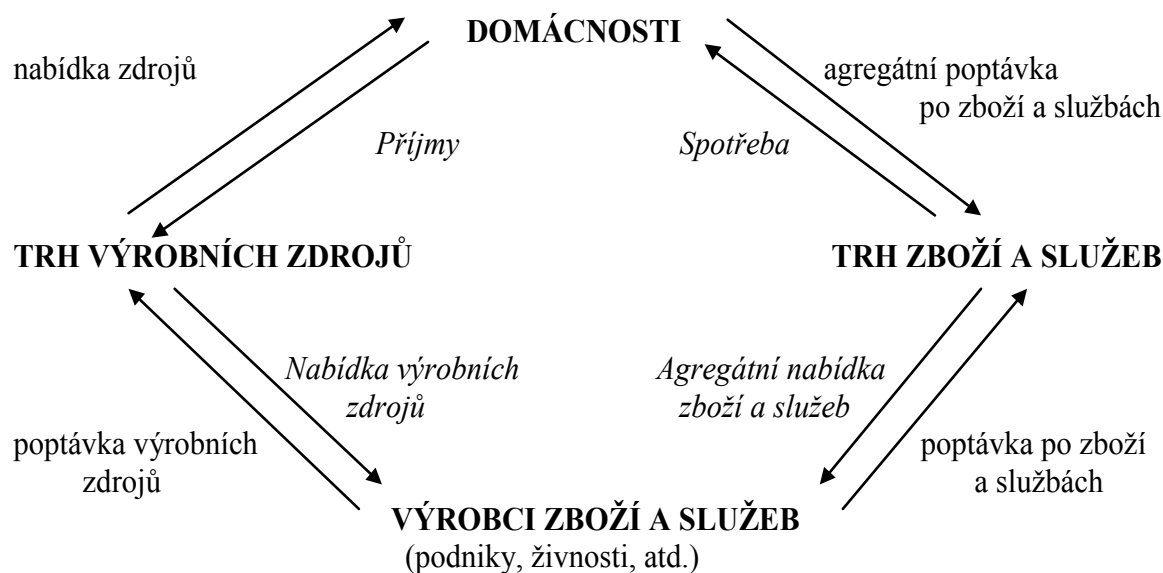 DOMÁCNOSTI
nabídka zdrojů
agregátní poptávka
po zboží a službách
Příjmy
Spotřeba
TRH VÝROBNÍCH ZDROJŮ
TRH ZBOŽÍ A SLUŽEB
Nabídka výrobních
zdrojů
Agregátní nabídka
zboží a služeb
poptávka výrobních
zdrojů
poptávka po zboží
a službách
VÝROBCI ZBOŽÍ A SLUŽEB
(podniky, živnosti, atd.)